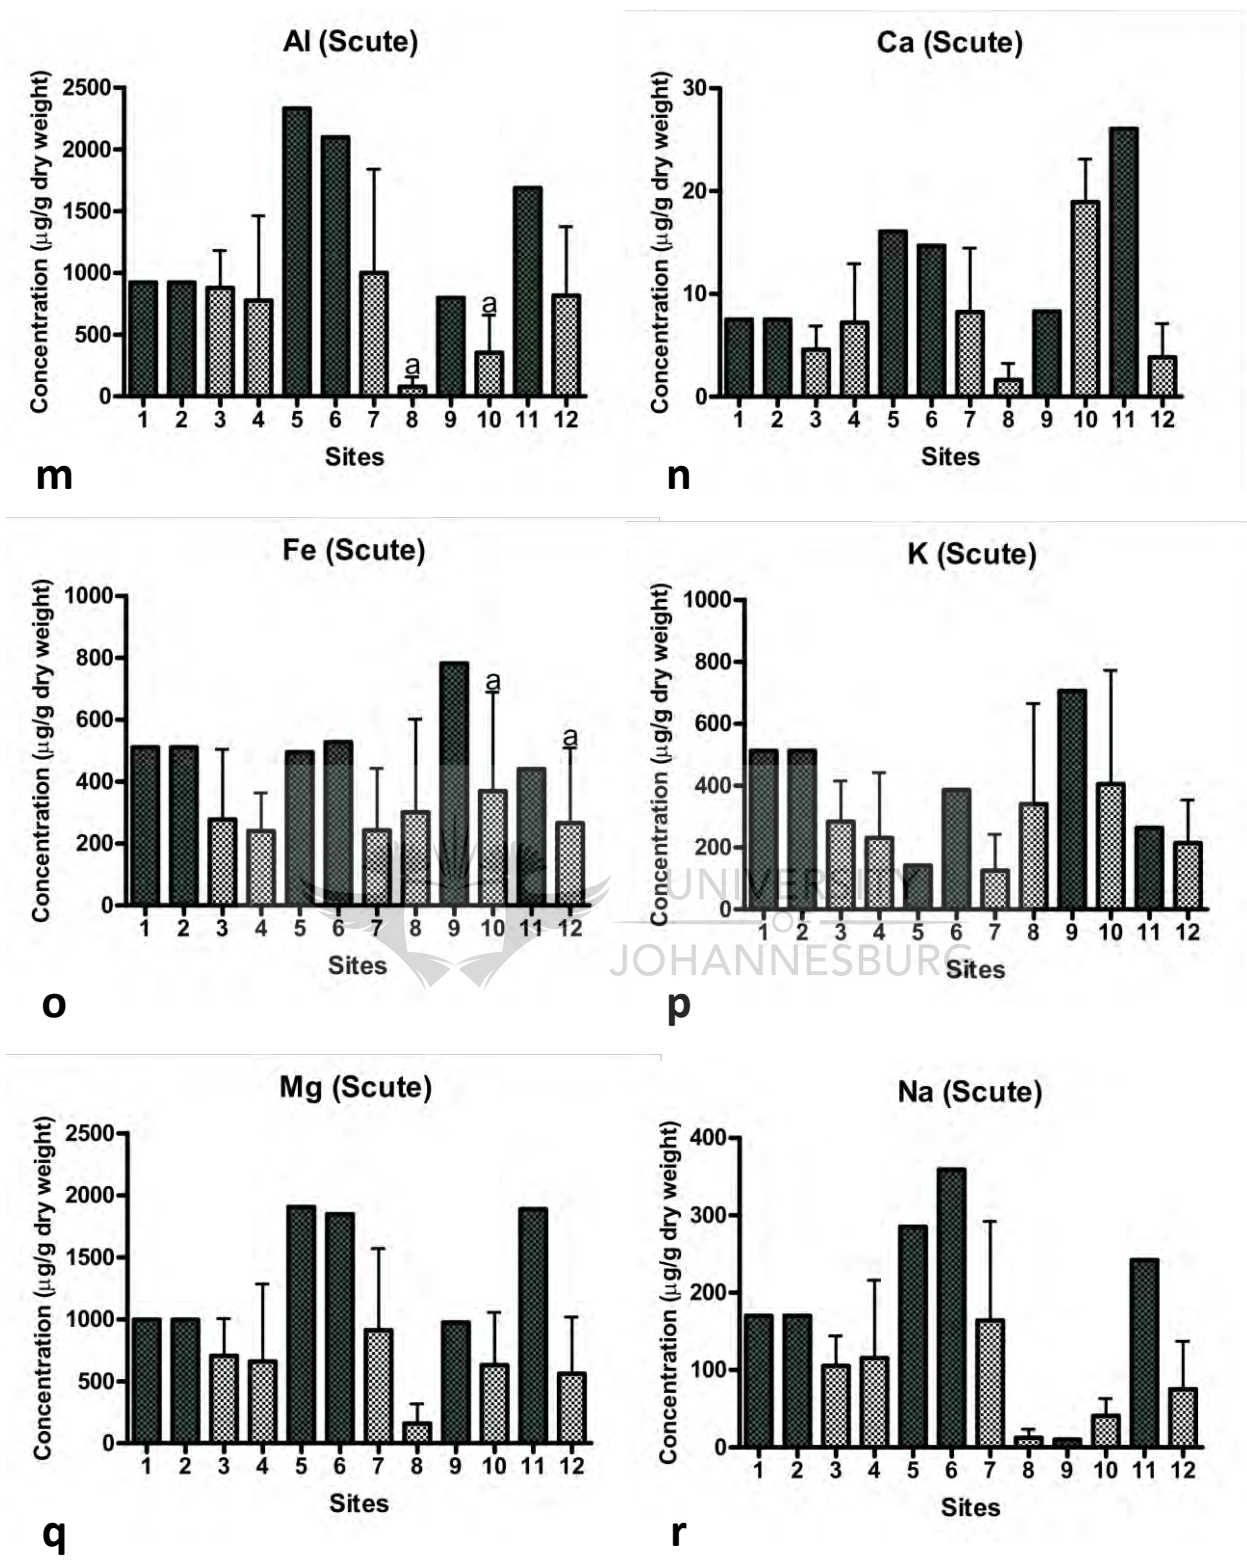 Al (Scute)
Concentration (µg/g dry weight)
2500
2000
1500
1000
500
0
a
a
1 2 3 4 5 6 7 8 9 10 11 12
Sites
m
Ca (Scute)
Concentration (µg/g dry weight)
30
20
10
0
1 2 3 4 5 6 7 8 9 10 11 12
Sites
n
Fe (Scute)
Concentration (µg/g dry weight)
1000
800
600
400
200
0
a
a
1 2 3 4 5 6 7 8 9 10 11 12
Sites
o
K (Scute)
Concentration (µg/g dry weight)
1000
800
600
400
200
0
1 2 3 4 5 6 7 8 9 10 11 12
Sites
p
UNIVERSITY
OF
JOHANNESBURG
Mg (Scute)
Concentration (µg/g dry weight)
2500
2000
1500
1000
500
0
1 2 3 4 5 6 7 8 9 10 11 12
Sites
q
Na (Scute)
Concentration (µg/g dry weight)
400
300
200
100
0
1 2 3 4 5 6 7 8 9 10 11 12
Sites
r